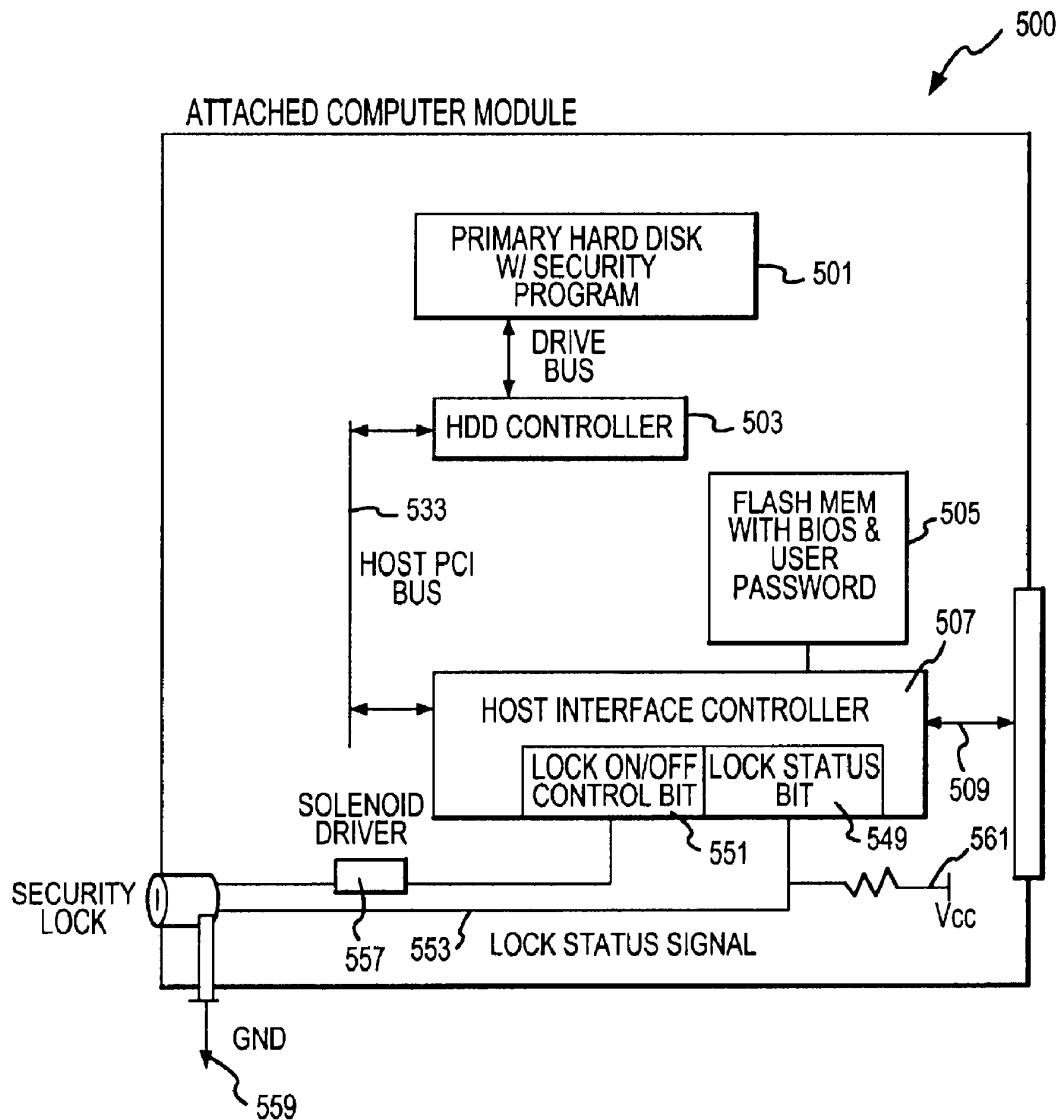 500
ATTACHED COMPUTER MODULE
PRIMARY HARD DISK
W/ SECURITY
PROGRAM
501
DRIVE
BUS
HDD CONTROLLER
503
533
HOST PCI
BUS
FLASH MEM
WITH BIOS &
USER
PASSWORD
505
507
HOST INTERFACE CONTROLLER
509
LOCK ON/OFF
CONTROL BIT
LOCK STATUS
BIT
SOLENOID
DRIVER
551
549
561
VCC
SECURITY
LOCK
557
553
LOCK STATUS SIGNAL
GND
559